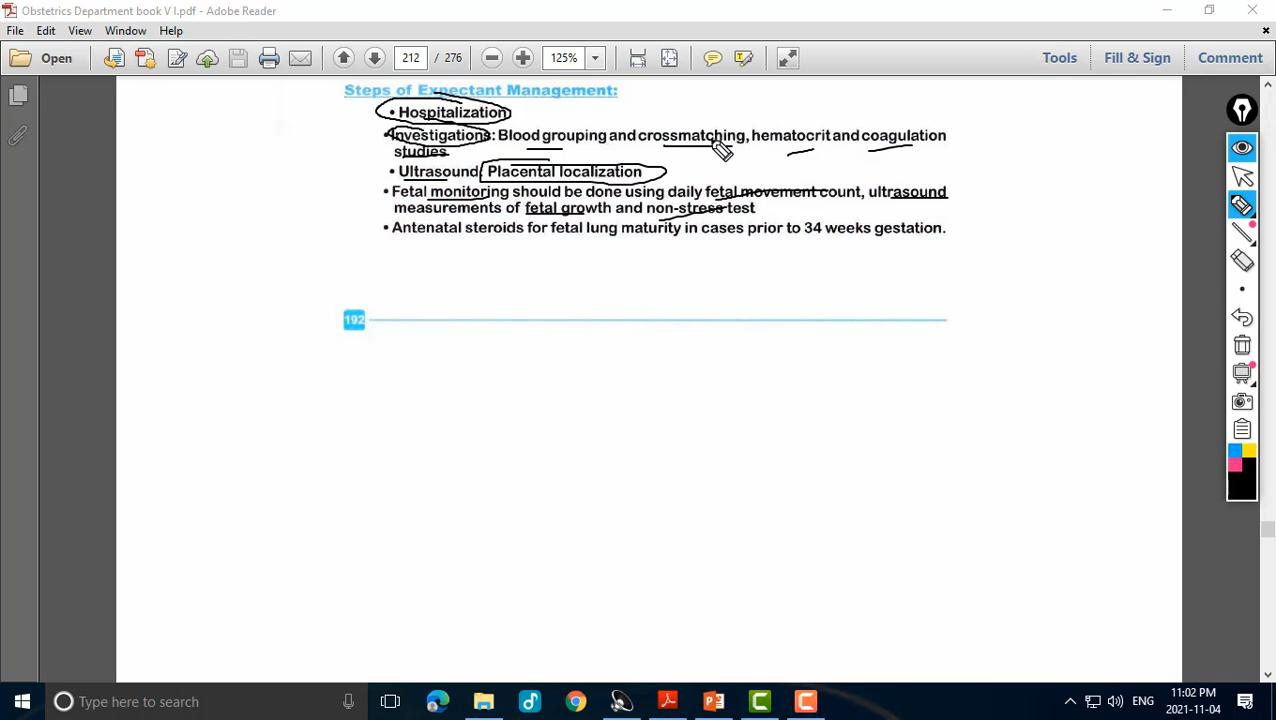 Obstetrics Department book V I.pdf - Adobe Reader
File Edit View Window Help
Open 212 / 276 125% Tools Fill & Sign Comment
Steps of Expectant Management:
• Hospitalization
• Investigations: Blood grouping and crossmatching, hematocrit and coagulation
studies
• Ultrasound: Placental localization
• Fetal monitoring should be done using daily fetal movement count, ultrasound
measurements of fetal growth and non-stress test
• Antenatal steroids for fetal lung maturity in cases prior to 34 weeks gestation.
192
Type here to search
ENG
11:02 PM
2021-11-04